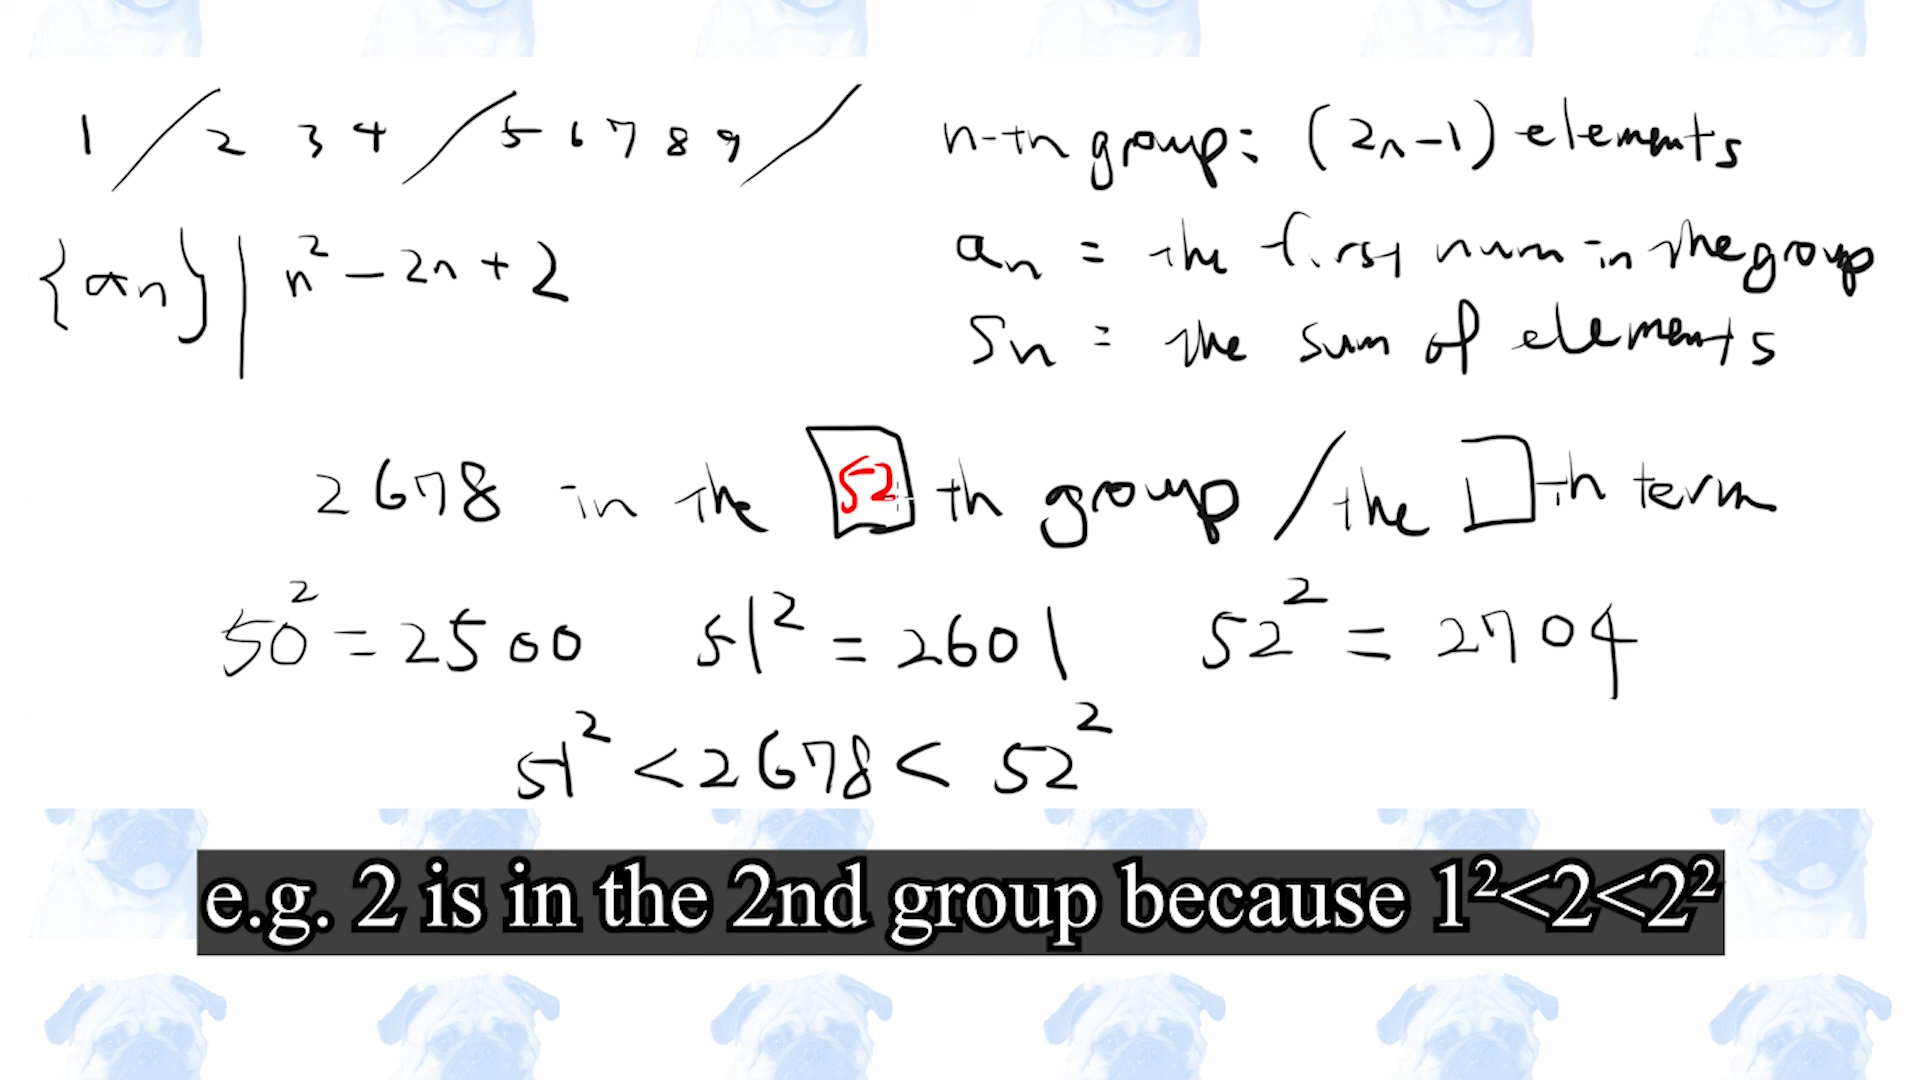 1 / 2 3 4 / 5 6 7 8 9 /
n-th group: (2n-1) elements
{an} | n² - 2n + 2
an = the first num in the group
Sn = the sum of elements
2678 in the 52 th group / the □ th term
50² = 2500 51² = 2601 52² = 2704
51² < 2678 < 52²
e.g. 2 is in the 2nd group because 1²<2<2²